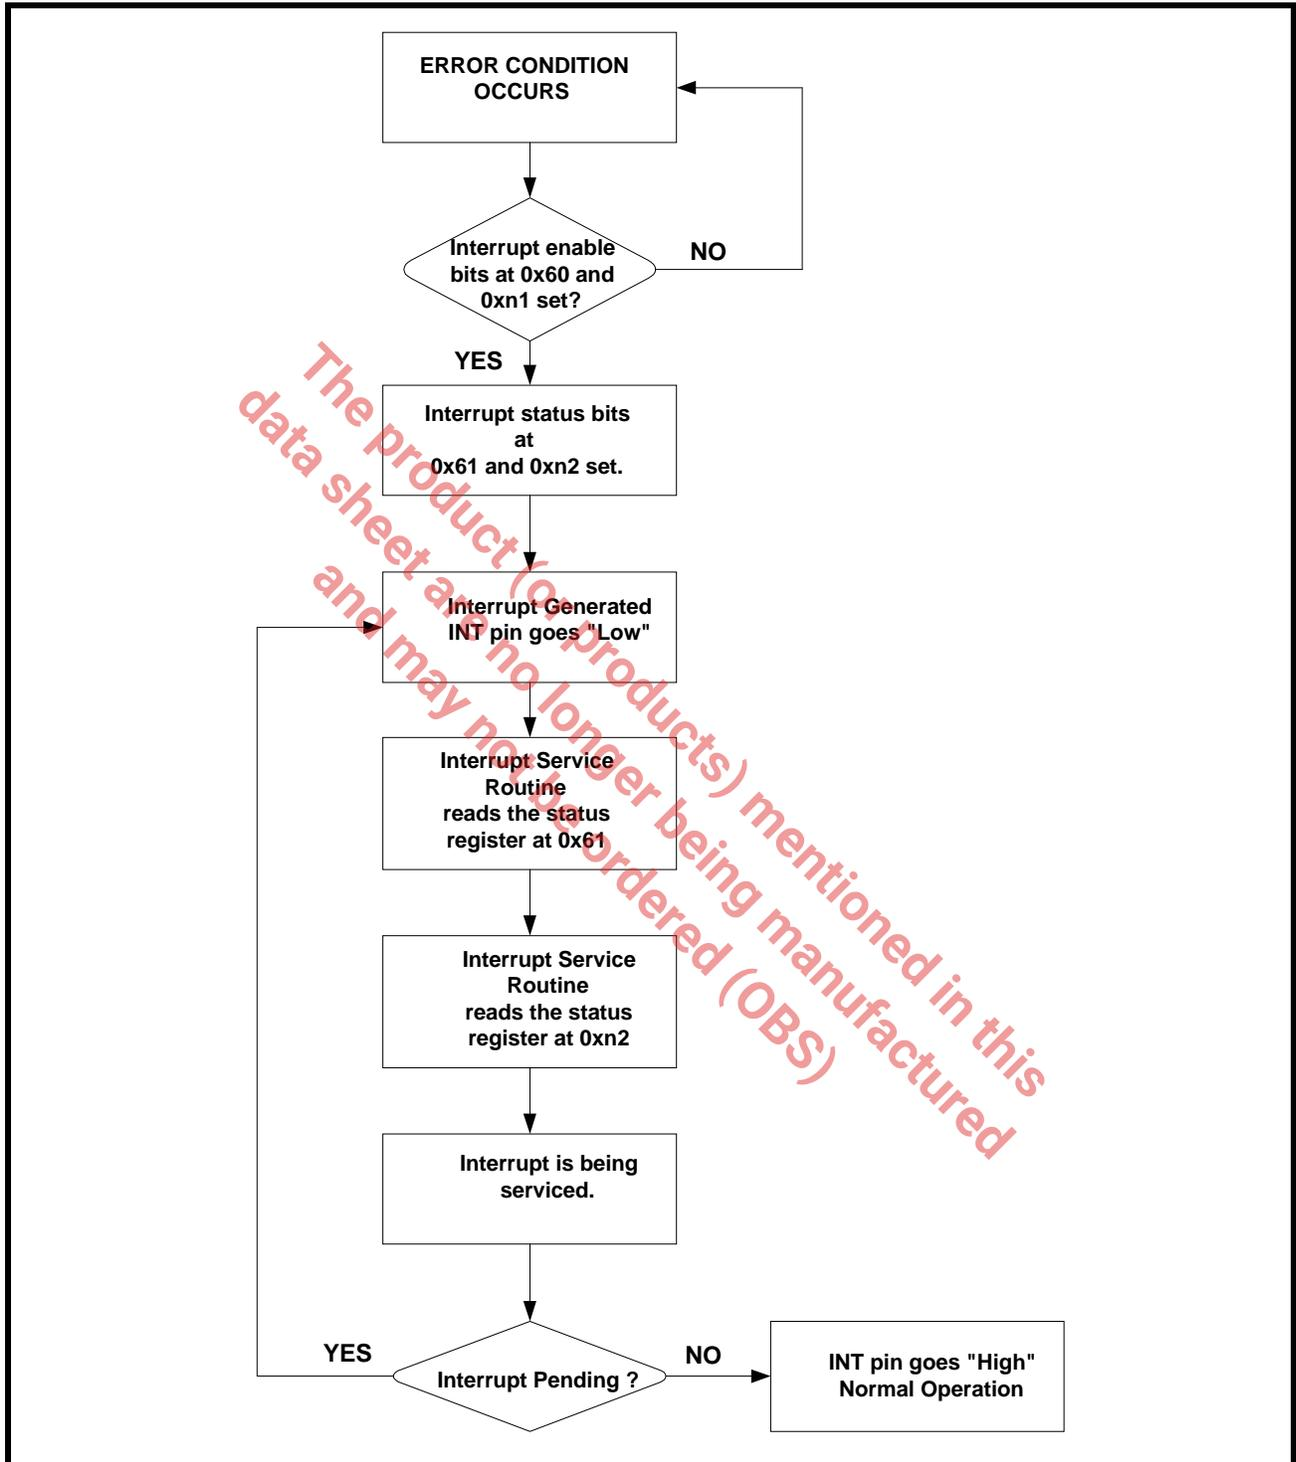 ERROR CONDITION
OCCURS
Interrupt enable
bits at 0x60 and
0xn1 set?
NO
YES
Interrupt status bits
at
0x61 and 0xn2 set.
Interrupt Generated
INT pin goes "Low"
Interrupt Service
Routine
reads the status
register at 0x61
Interrupt Service
Routine
reads the status
register at 0xn2
Interrupt is being
serviced.
Interrupt Pending ?
YES
NO
INT pin goes "High"
Normal Operation
The product (or products) mentioned in this
data sheet are no longer being manufactured
and may not be ordered (OBS)